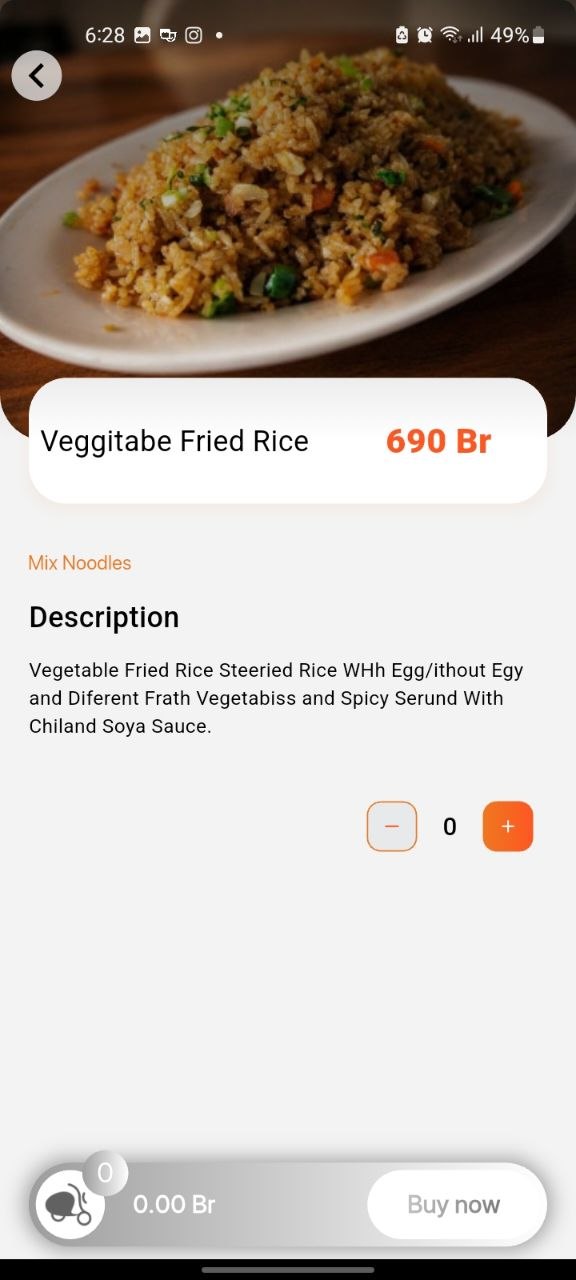 6:28 49%
Veggitabe Fried Rice 690 Br
Mix Noodles
Description
Vegetable Fried Rice Steeried Rice WHh Egg/ithout Egy
and Diferent Frath Vegetabiss and Spicy Serund With
Chiland Soya Sauce.
− 0 +
0
0.00 Br Buy now